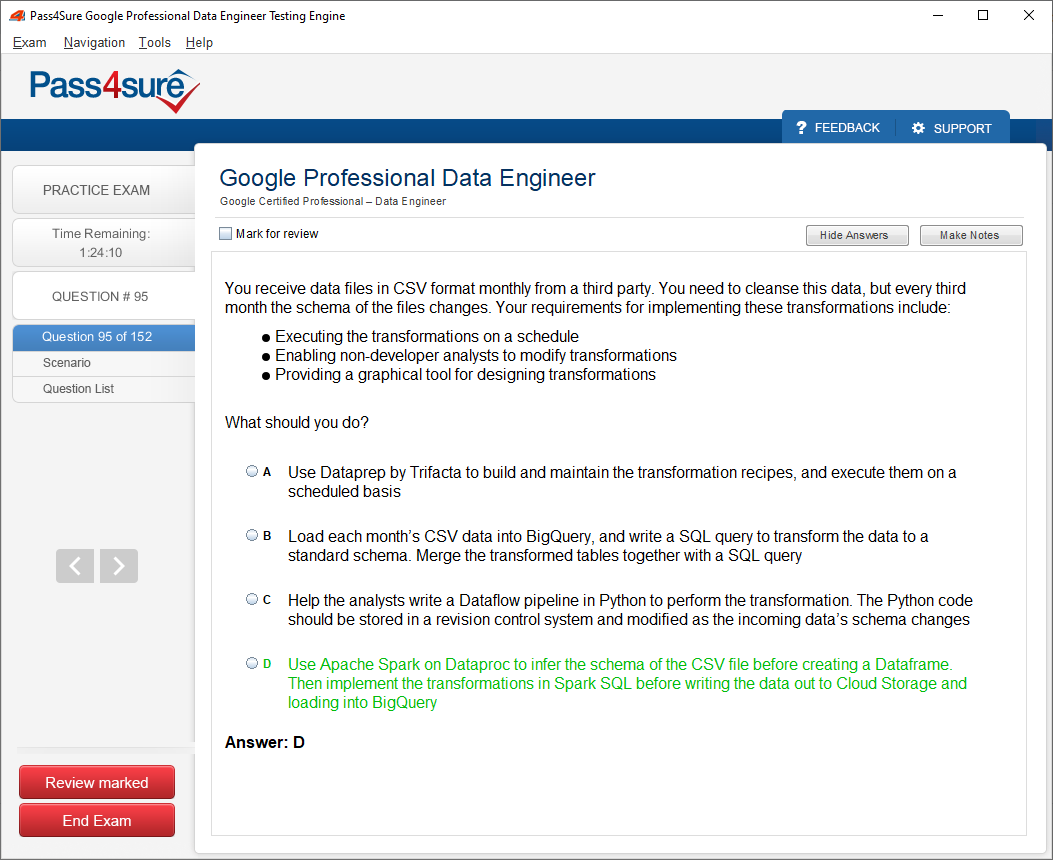 Pass4Sure Google Professional Data Engineer Testing Engine
Exam Navigation Tools Help
Pass4sure
? FEEDBACK SUPPORT
PRACTICE EXAM
Time Remaining:
1:24:10
QUESTION # 95
Question 95 of 152
Scenario
Question List
Review marked
End Exam
Google Professional Data Engineer
Google Certified Professional – Data Engineer
Mark for review
Hide Answers Make Notes
You receive data files in CSV format monthly from a third party. You need to cleanse this data, but every third
month the schema of the files changes. Your requirements for implementing these transformations include:
● Executing the transformations on a schedule
● Enabling non-developer analysts to modify transformations
● Providing a graphical tool for designing transformations
What should you do?
A Use Dataprep by Trifacta to build and maintain the transformation recipes, and execute them on a
scheduled basis
B Load each month’s CSV data into BigQuery, and write a SQL query to transform the data to a
standard schema. Merge the transformed tables together with a SQL query
C Help the analysts write a Dataflow pipeline in Python to perform the transformation. The Python code
should be stored in a revision control system and modified as the incoming data’s schema changes
D Use Apache Spark on Dataproc to infer the schema of the CSV file before creating a Dataframe.
Then implement the transformations in Spark SQL before writing the data out to Cloud Storage and
loading into BigQuery
Answer: D